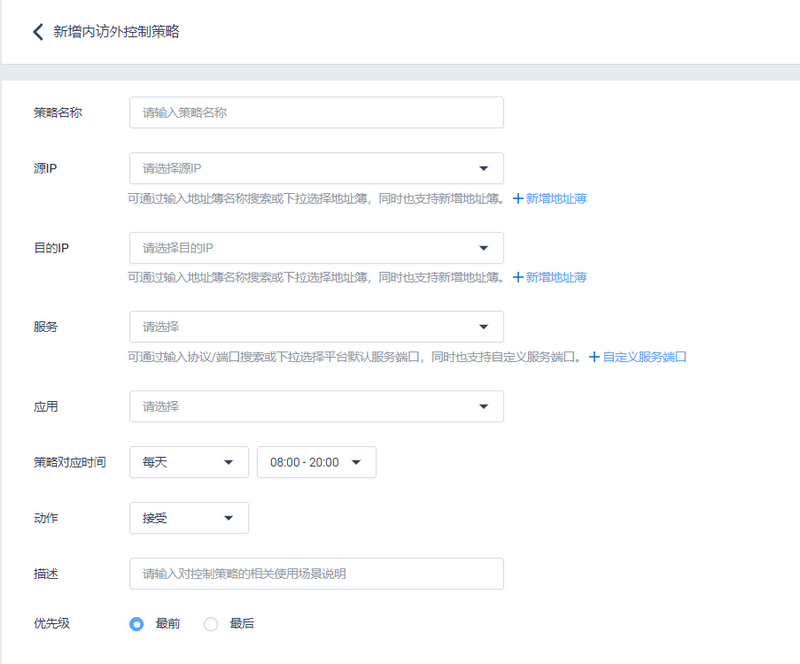 新增内访外控制策略
策略名称 请输入策略名称
源IP 请选择源IP
可通过输入地址簿名称搜索或下拉选择地址簿，同时也支持新增地址簿。 新增地址薄
目的IP 请选择目的IP
可通过输入地址簿名称搜索或下拉选择地址簿，同时也支持新增地址簿。 新增地址薄
服务 请选择
可通过输入协议/端口搜索或下拉选择平台默认服务端口，同时也支持自定义服务端口。 自定义服务端口
应用 请选择
策略对应时间 每天 08:00 - 20:00
动作 接受
描述 请输入对控制策略的相关使用场景说明
优先级 最前 最后